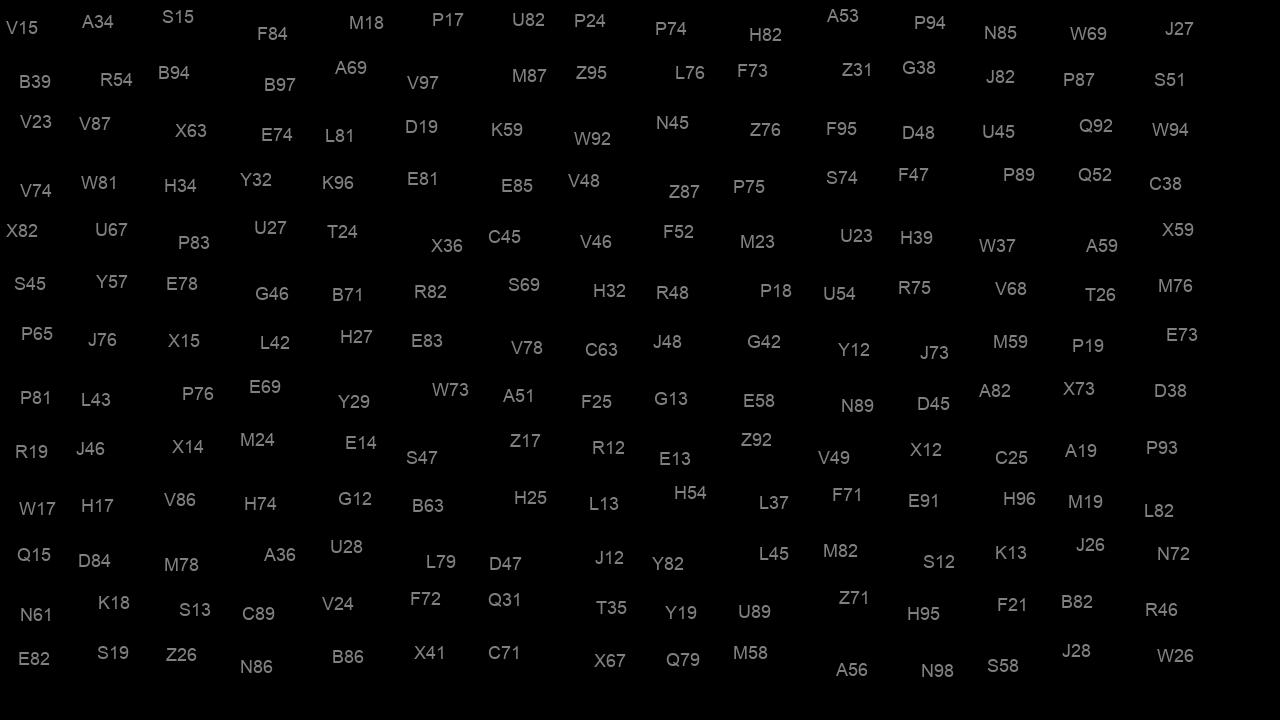 V15 A34 S15 F84 M18 P17 U82 P24 P74 H82 A53 P94 N85 W69 J27
B39 R54 B94 B97 A69 V97 M87 Z95 L76 F73 Z31 G38 J82 P87 S51
V23 V87 X63 E74 L81 D19 K59 W92 N45 Z76 F95 D48 U45 Q92 W94
V74 W81 H34 Y32 K96 E81 E85 V48 Z87 P75 S74 F47 P89 Q52 C38
X82 U67 P83 U27 T24 X36 C45 V46 F52 M23 U23 H39 W37 A59 X59
S45 Y57 E78 G46 B71 R82 S69 H32 R48 P18 U54 R75 V68 T26 M76
P65 J76 X15 L42 H27 E83 V78 C63 J48 G42 Y12 J73 M59 P19 E73
P81 L43 P76 E69 Y29 W73 A51 F25 G13 E58 N89 D45 A82 X73 D38
R19 J46 X14 M24 E14 S47 Z17 R12 E13 Z92 V49 X12 C25 A19 P93
W17 H17 V86 H74 G12 B63 H25 L13 H54 L37 F71 E91 H96 M19 L82
Q15 D84 M78 A36 U28 L79 D47 J12 Y82 L45 M82 S12 K13 J26 N72
N61 K18 S13 C89 V24 F72 Q31 T35 Y19 U89 Z71 H95 F21 B82 R46
E82 S19 Z26 N86 B86 X41 C71 X67 Q79 M58 A56 N98 S58 J28 W26